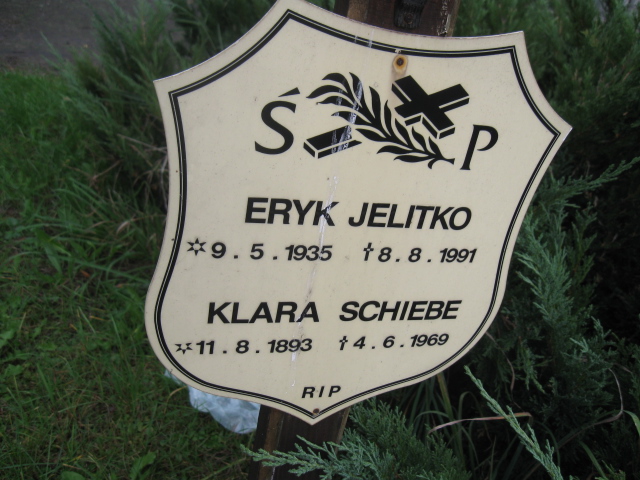 Ś P
ERYK JELITKO
✡ 9.5.1935 †8.8.1991
KLARA SCHIEBE
✡ 11.8.1893 †4.6.1969
RIP